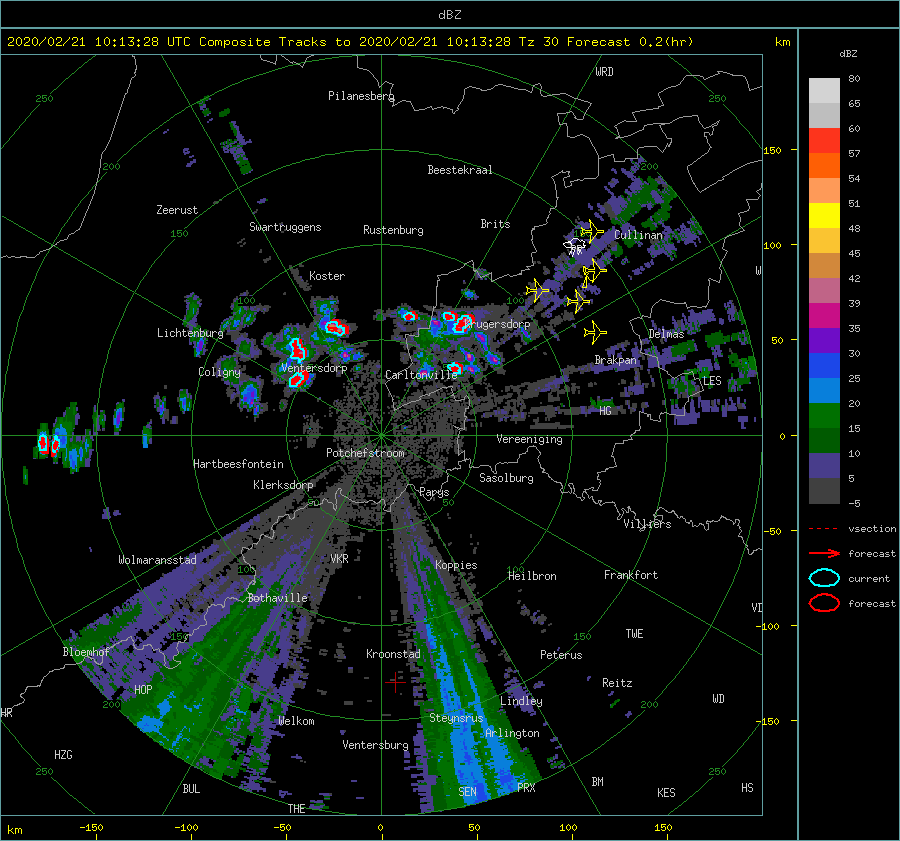 dBZ
2020/02/21 10:13:28 UTC Composite Tracks to 2020/02/21 10:13:28 Tz 30 Forecast 0.2(hr)
km
dBZ
WRD
80
250
Pilanesberg
250
65
60
150
57
200
Beestekraal
200
54
Zeerust
51
150
Swartruggens
Rustenburg
Brits
Cullinan
48
100
45
Koster
W
42
100
100
39
Lichtenburg
Krugersdorp
Delmas
35
50
30
Brakpan
Coligny
Ventersdorp
Carltonville
LES
25
HG
20
15
Vereeniging
0
Potchefstroom
10
Hartbeesfontein
Sasolburg
5
Klerksdorp
Parys
50
50
-5
Villiers
vsection
-50
Wolmaransstad
VKR
Koppies
forecast
100
100
Heilbron
Frankfort
current
Bothaville
forecast
VI
-100
150
150
TWE
Bloemhof
Kroonstad
Peterus
Reitz
HOP
Lindley
WD
200
200
HR
Welkom
Steynsrus
-150
Arlington
Ventersburg
HZG
250
250
BUL
SEN
PRX
BM
KES
HS
THE
km
-150
-100
-50
0
50
100
150